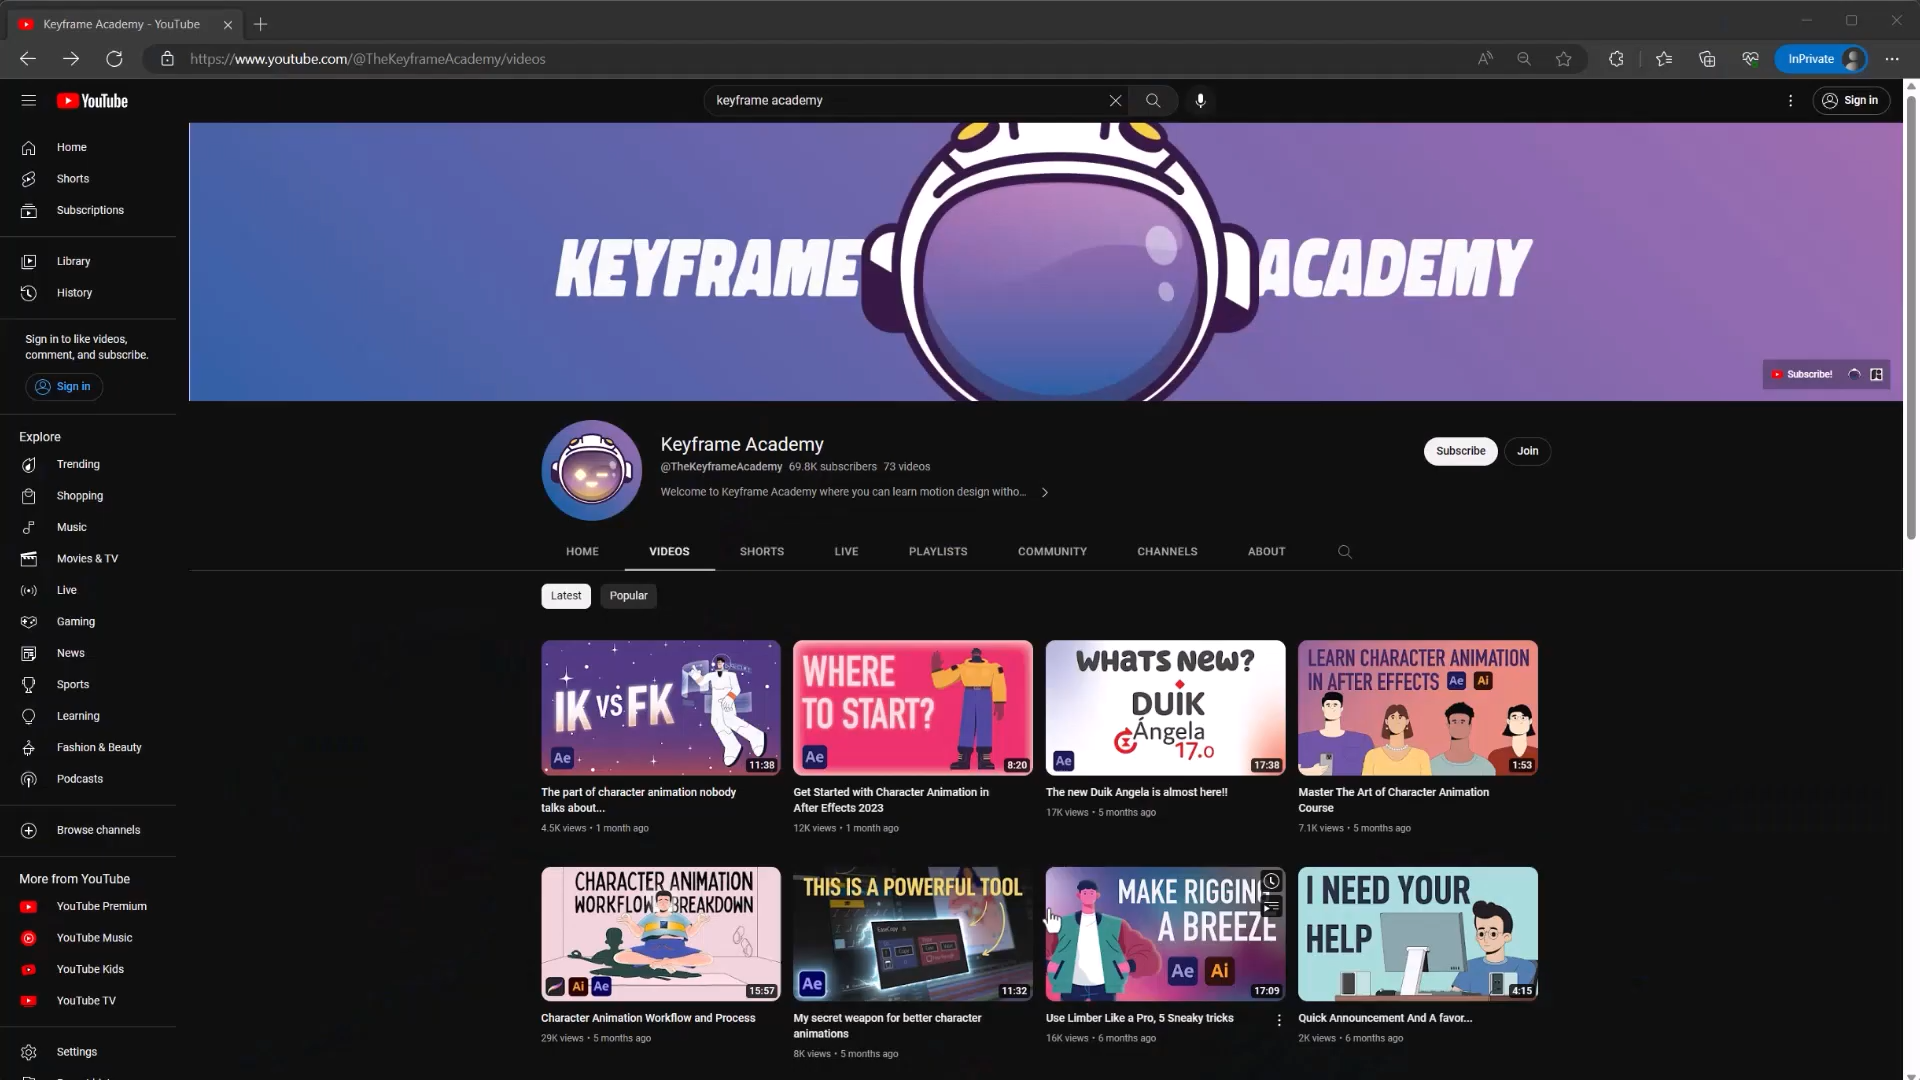 Keyframe Academy - YouTube
https://www.youtube.com/@TheKeyframeAcademy/videos
InPrivate
YouTube
keyframe academy
Sign in
Home
Shorts
Subscriptions
Library
History
Sign in to like videos,
comment, and subscribe.
Sign in
Explore
Trending
Shopping
Music
Movies & TV
Live
Gaming
News
Sports
Learning
Fashion & Beauty
Podcasts
Browse channels
More from YouTube
YouTube Premium
YouTube Music
YouTube Kids
YouTube TV
Settings
KEYFRAME ACADEMY
Subscribe!
Keyframe Academy
@TheKeyframeAcademy 69.8K subscribers 73 videos
Welcome to Keyframe Academy where you can learn motion design witho...
Subscribe
Join
HOME VIDEOS SHORTS LIVE PLAYLISTS COMMUNITY CHANNELS ABOUT
Latest Popular
IK VS FK
Ae
11:38
The part of character animation nobody
talks about...
4.5K views • 1 month ago
WHERE
TO START?
Ae
8:20
Get Started with Character Animation in
After Effects 2023
12K views • 1 month ago
WHATS NEW?
DUIK
Ángela
17.0
Ae
17:38
The new Duik Angela is almost here!!
17K views • 5 months ago
LEARN CHARACTER ANIMATION
IN AFTER EFFECTS Ae Ai
1:53
Master The Art of Character Animation
Course
7.1K views • 5 months ago
CHARACTER ANIMATION
WORKFLOW BREAKDOWN
Ai Ae
15:57
Character Animation Workflow and Process
29K views • 5 months ago
THIS IS A POWERFUL TOOL
Ae
11:32
My secret weapon for better character
animations
8K views • 5 months ago
MAKE RIGGING
A BREEZE
Ae Ai
17:09
Use Limber Like a Pro, 5 Sneaky tricks
16K views • 6 months ago
I NEED YOUR
HELP
4:15
Quick Announcement And A favor...
2K views • 6 months ago